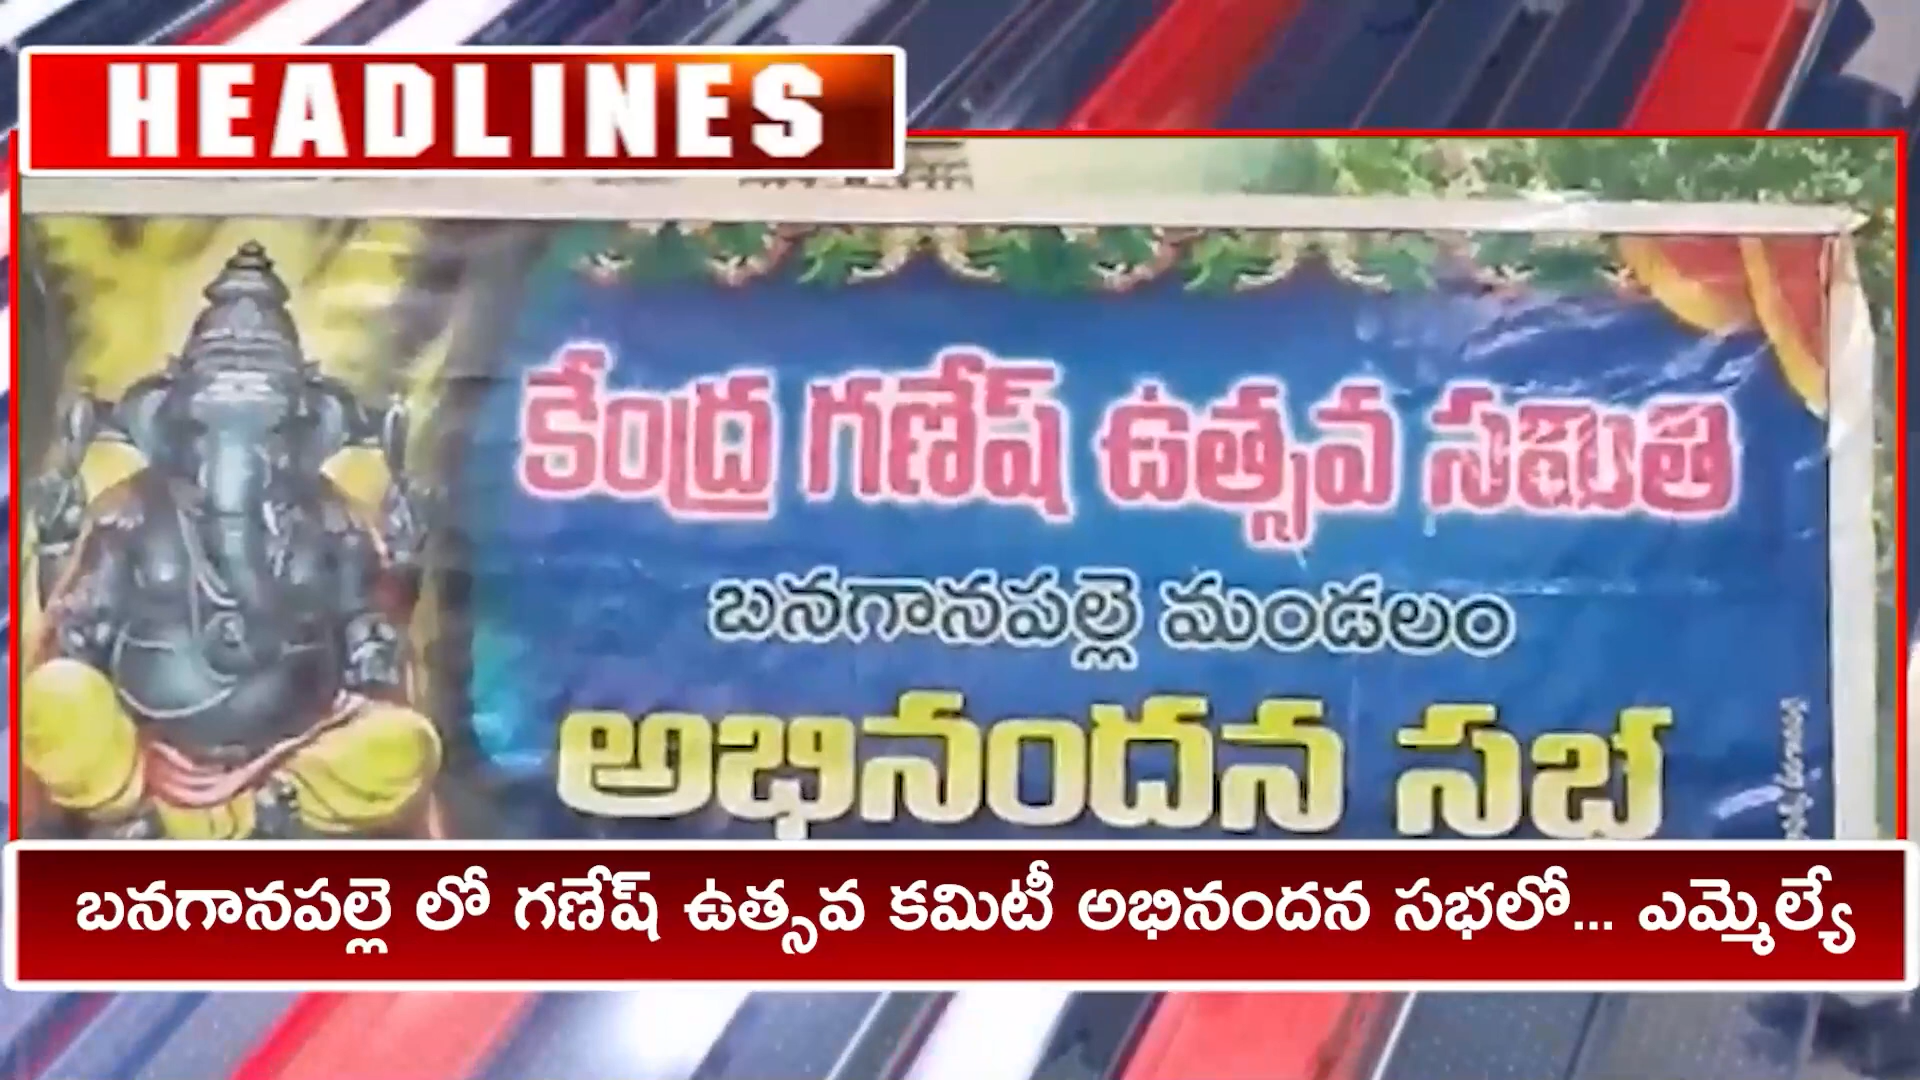 HEADLINES
కేంద్ర గణేష్ ఉత్సవ సమితి
బనగానపల్లె మండలం
అభినందన సభ
బనగానపల్లె లో గణేష్ ఉత్సవ కమిటీ అభినందన సభలో... ఎమ్మెల్యే